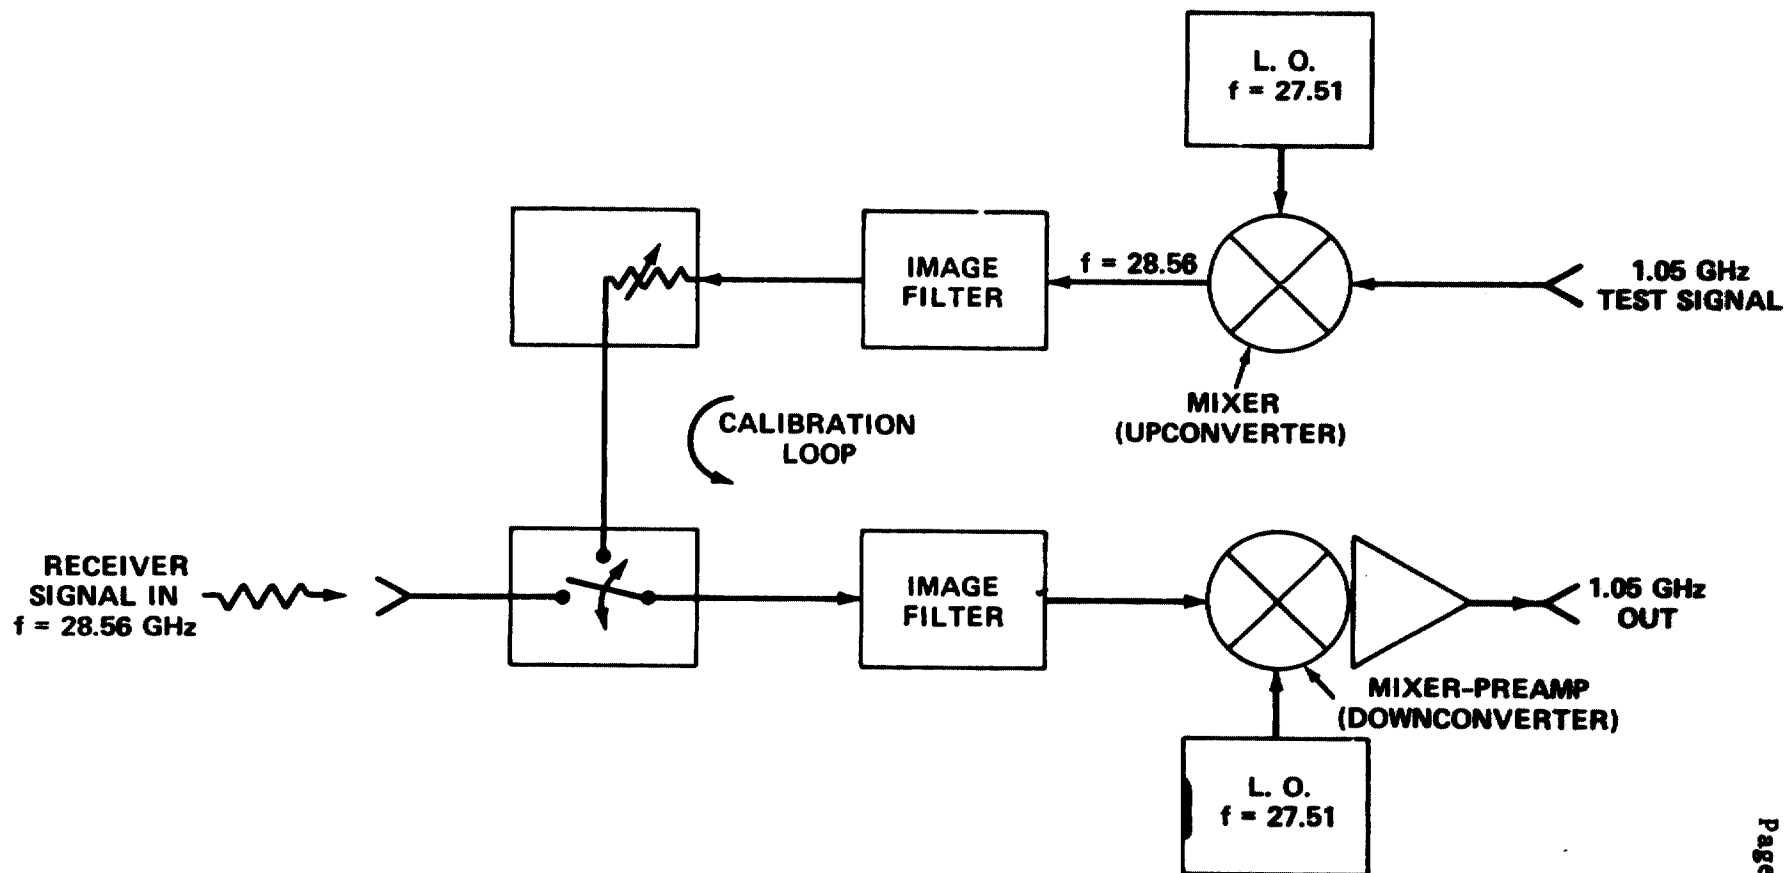 L. O.
f = 27.51
IMAGE
FILTER
f = 28.56
1.05 GHz
TEST SIGNAL
MIXER
(UPCONVERTER)
CALIBRATION
LOOP
RECEIVER
SIGNAL IN
f = 28.56 GHz
IMAGE
FILTER
1.05 GHz
OUT
MIXER-PREAMP
(DOWNCONVERTER)
L. O.
f = 27.51
Page